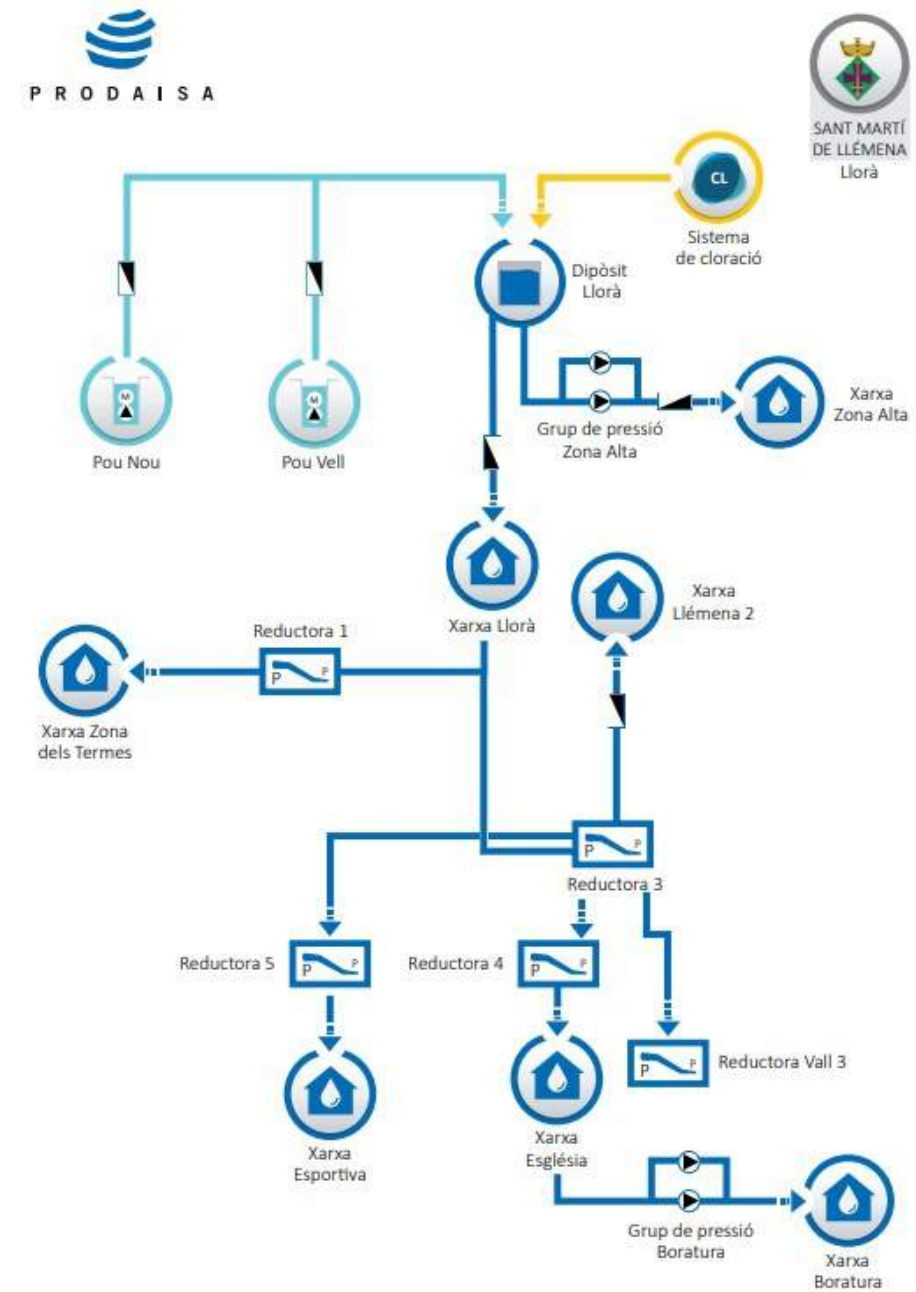 PRODAISA
SANT MARTÍ
DE LLÉMENA
Llorà
CL
Sistema
de cloració
Dipòsit
Llorà
M
M
Pou Nou
Pou Vell
Grup de pressió
Zona Alta
Xarxa
Zona Alta
Xarxa Llorà
Xarxa
Llémena 2
Reductora 1
P P
Xarxa Zona
dels Termes
P P
Reductora 3
Reductora 5
P P
Reductora 4
P P
P P
Reductora Vall 3
Xarxa
Esportiva
Xarxa
Església
Grup de pressió
Boratura
Xarxa
Boratura